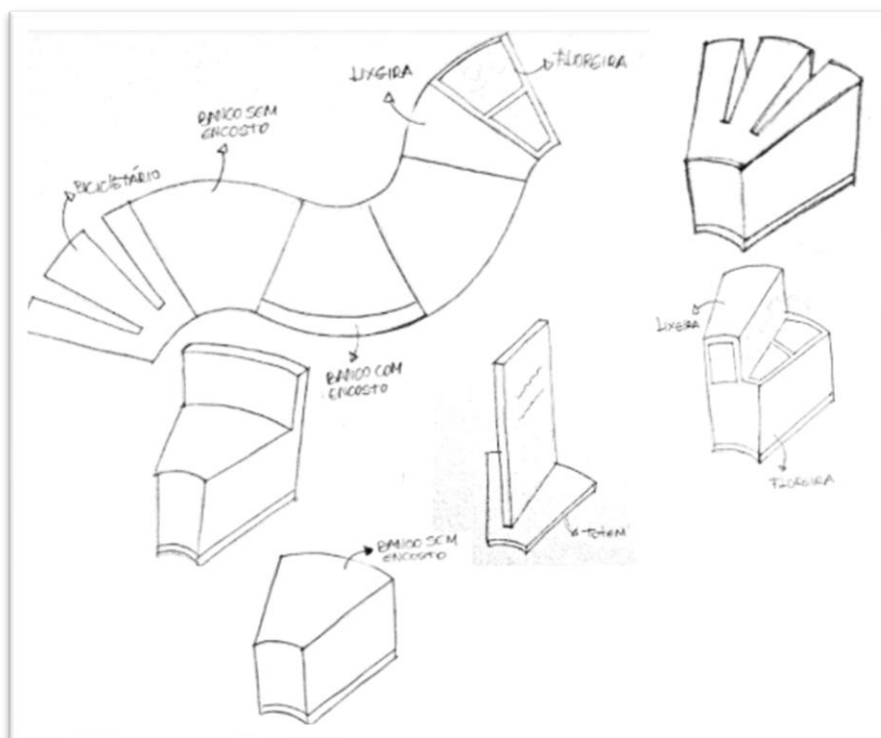 LIXEIRA
FLOREIRA
BANCO SEM
ENCOSTO
BICICLETÁRIO
BANCO COM
ENCOSTO
LIXEIRA
FLOREIRA
TOTEM
BANCO SEM
ENCOSTO